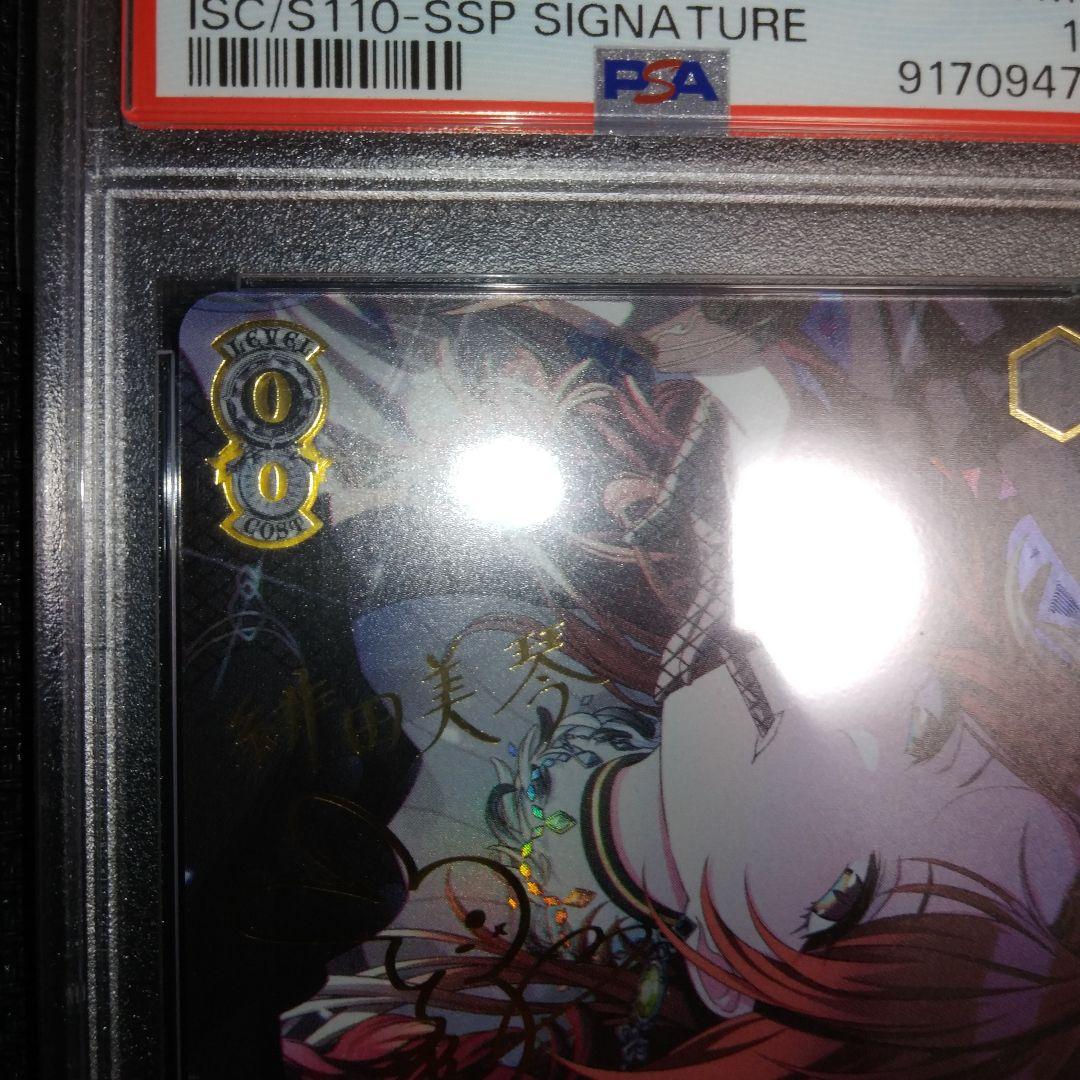 ISC/S110-SSP SIGNATURE
1
PSA
9170947
LEVEL
0
0
COST
緋田美琴